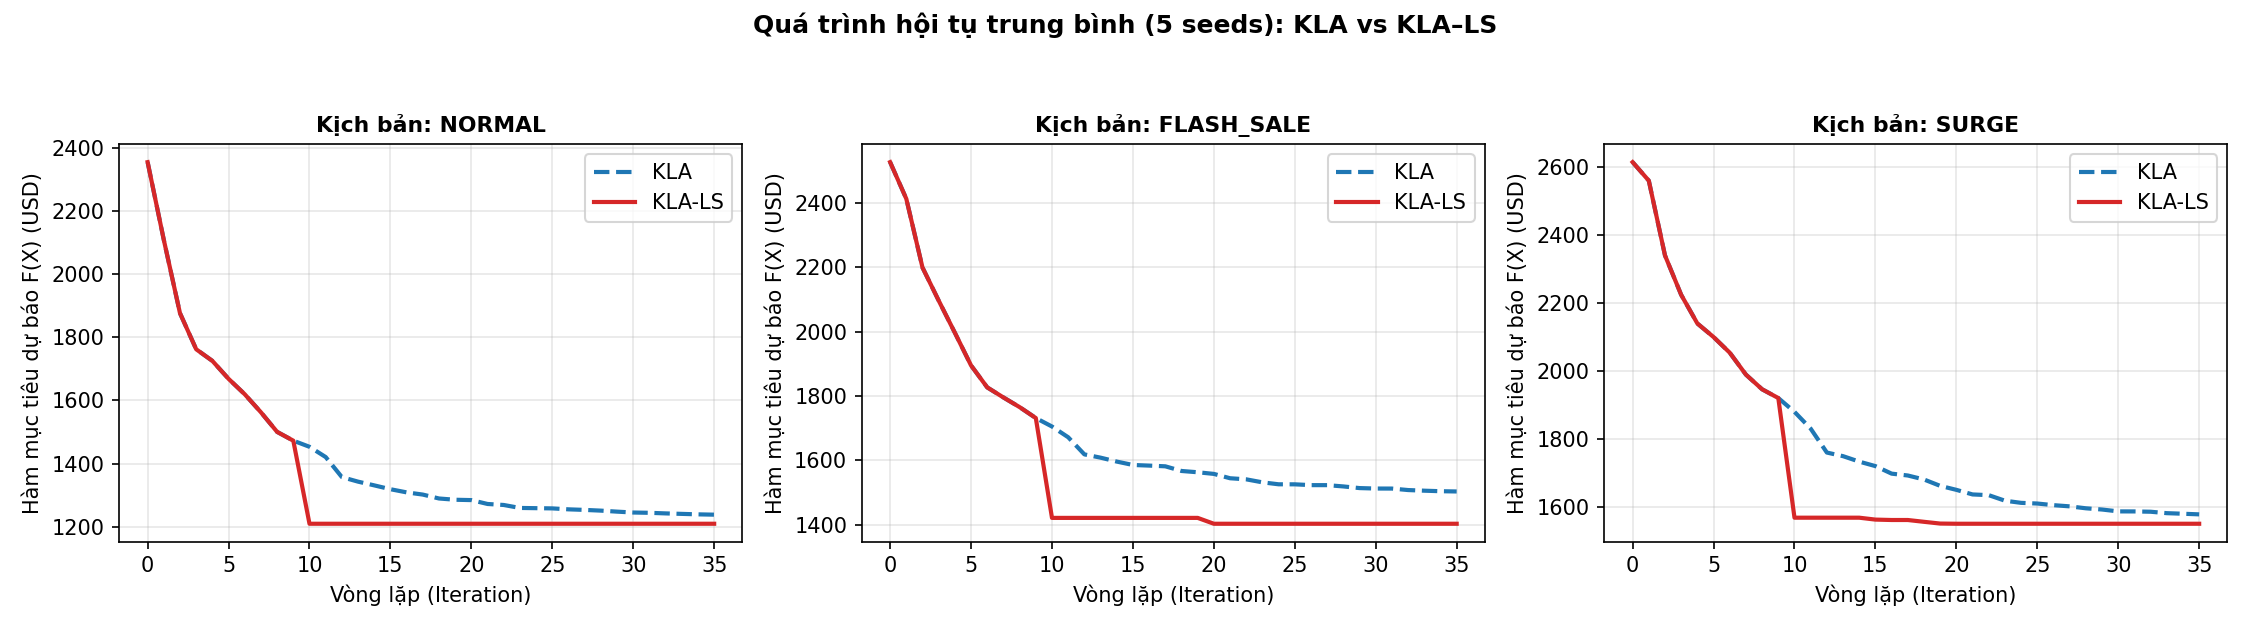 Quá trình hội tụ trung bình (5 seeds): KLA vs KLA–LS
Kịch bản: NORMAL
Hàm mục tiêu dự báo F(X) (USD)
2400
2200
2000
1800
1600
1400
1200
KLA
KLA-LS
0 5 10 15 20 25 30 35
Vòng lặp (Iteration)
Kịch bản: FLASH_SALE
Hàm mục tiêu dự báo F(X) (USD)
2400
2200
2000
1800
1600
1400
KLA
KLA-LS
0 5 10 15 20 25 30 35
Vòng lặp (Iteration)
Kịch bản: SURGE
Hàm mục tiêu dự báo F(X) (USD)
2600
2400
2200
2000
1800
1600
KLA
KLA-LS
0 5 10 15 20 25 30 35
Vòng lặp (Iteration)